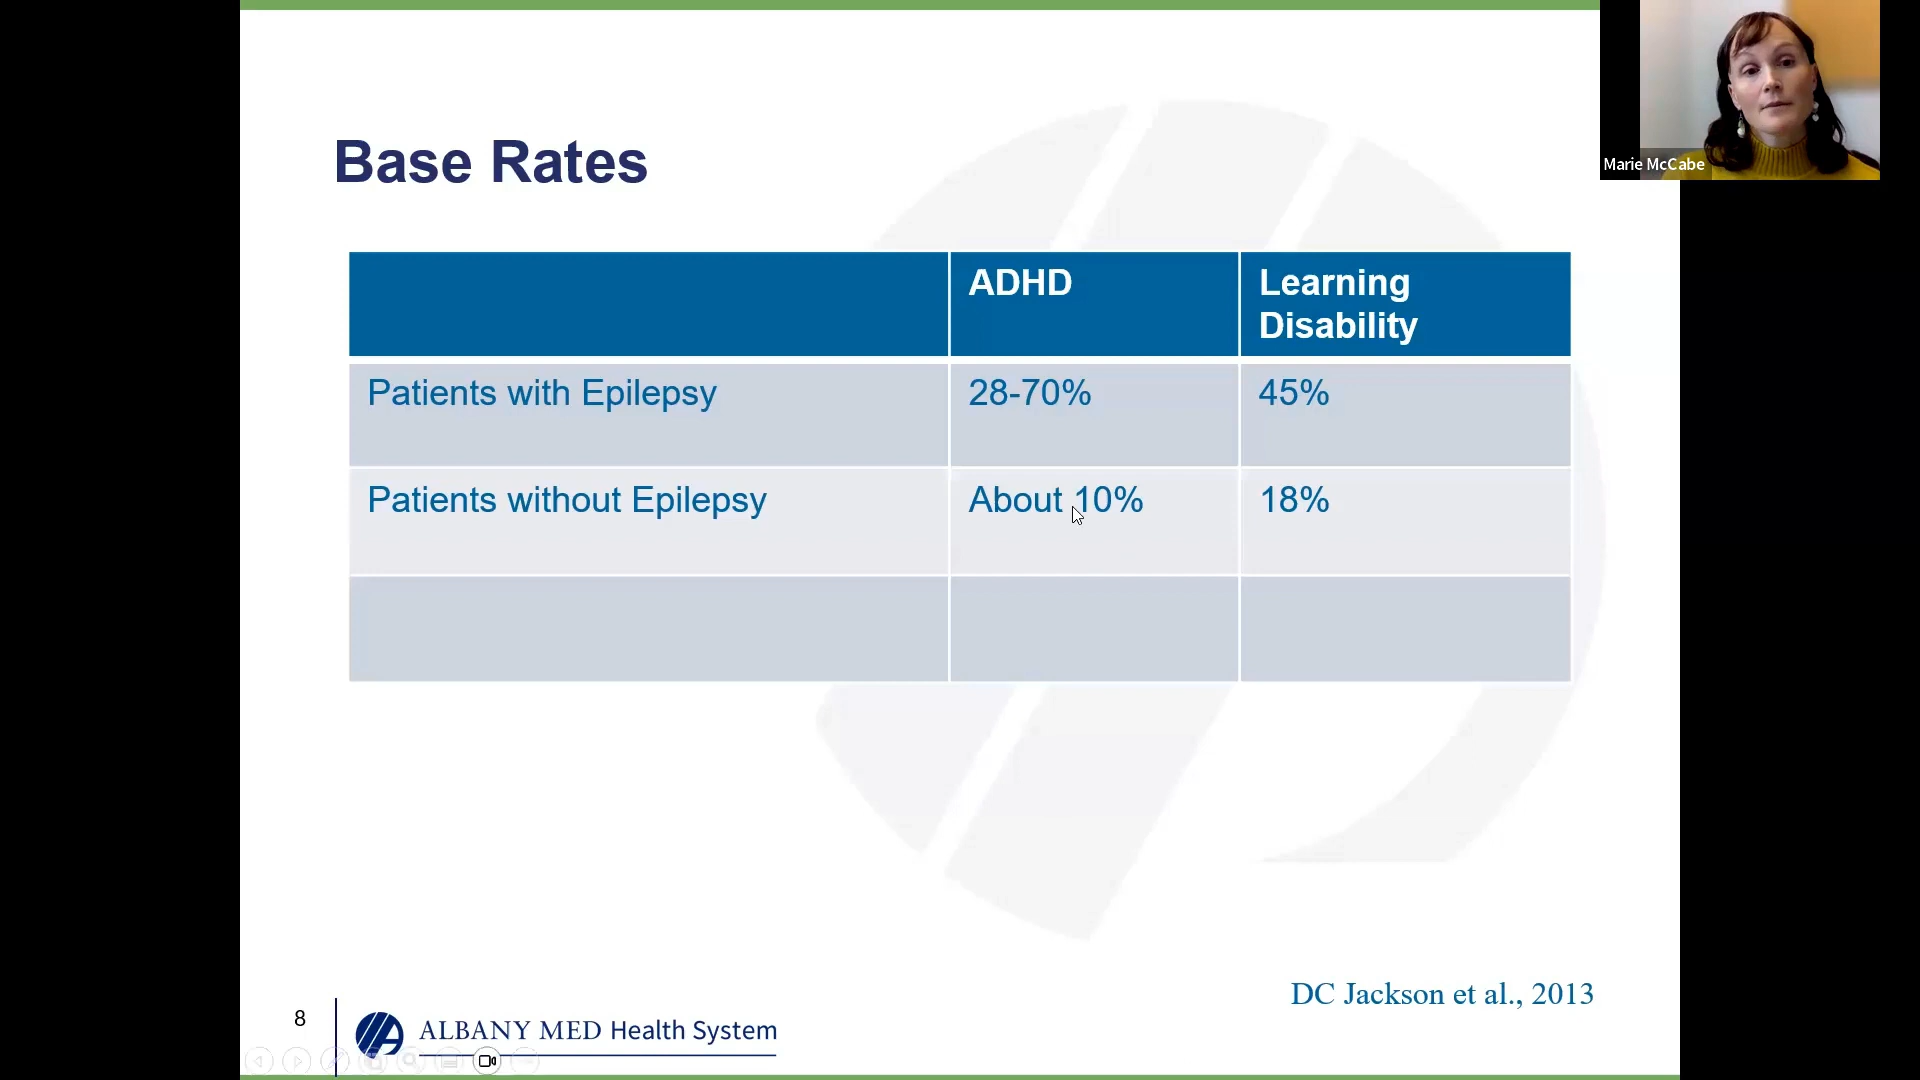 Marie McCabe
Base Rates
ADHD
Learning
Disability
Patients with Epilepsy
28-70%
45%
Patients without Epilepsy
About 10%
18%
DC Jackson et al., 2013
8
ALBANY MED Health System